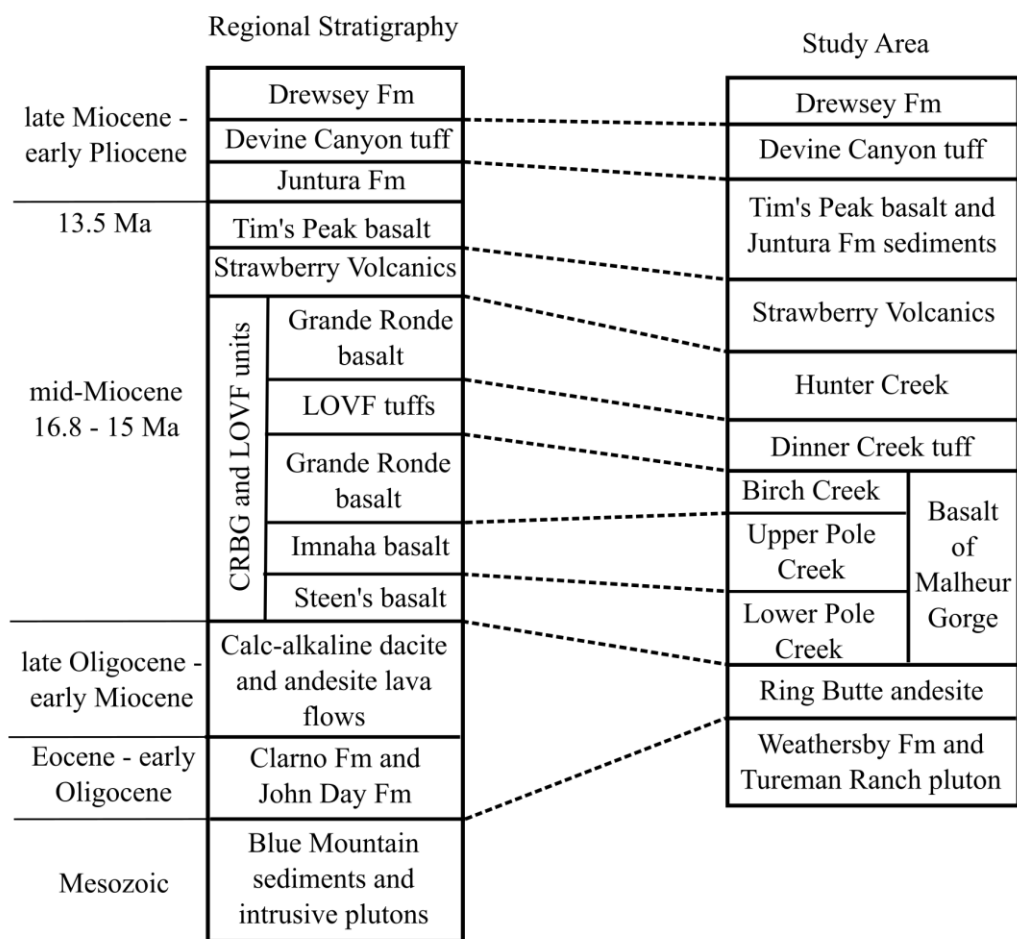 Regional Stratigraphy
Study Area
late Miocene -
early Pliocene
13.5 Ma
mid-Miocene
16.8 - 15 Ma
late Oligocene -
early Miocene
Eocene - early
Oligocene
Mesozoic
Drewsey Fm
Devine Canyon tuff
Juntura Fm
Tim's Peak basalt
Strawberry Volcanics
CRBG and LOVF units
Grande Ronde
basalt
LOVF tuffs
Grande Ronde
basalt
Imnaha basalt
Steen's basalt
Calc-alkaline dacite
and andesite lava
flows
Clarno Fm and
John Day Fm
Blue Mountain
sediments and
intrusive plutons
Drewsey Fm
Devine Canyon tuff
Tim's Peak basalt and
Juntura Fm sediments
Strawberry Volcanics
Hunter Creek
Dinner Creek tuff
Birch Creek
Upper Pole
Creek
Lower Pole
Creek
Basalt
of
Malheur
Gorge
Ring Butte andesite
Weathersby Fm and
Tureman Ranch pluton